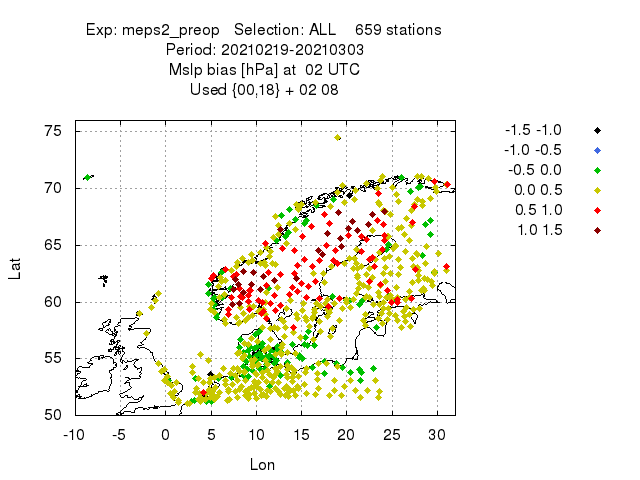 Exp: meps2_preop   Selection: ALL    659 stations
Period: 20210219-20210303
Mslp bias [hPa] at  02 UTC
Used {00,18} + 02 08
75
70
65
60
55
50
Lat
-10 -5 0 5 10 15 20 25 30
Lon
-1.5 -1.0
-1.0 -0.5
-0.5 0.0
0.0 0.5
0.5 1.0
1.0 1.5